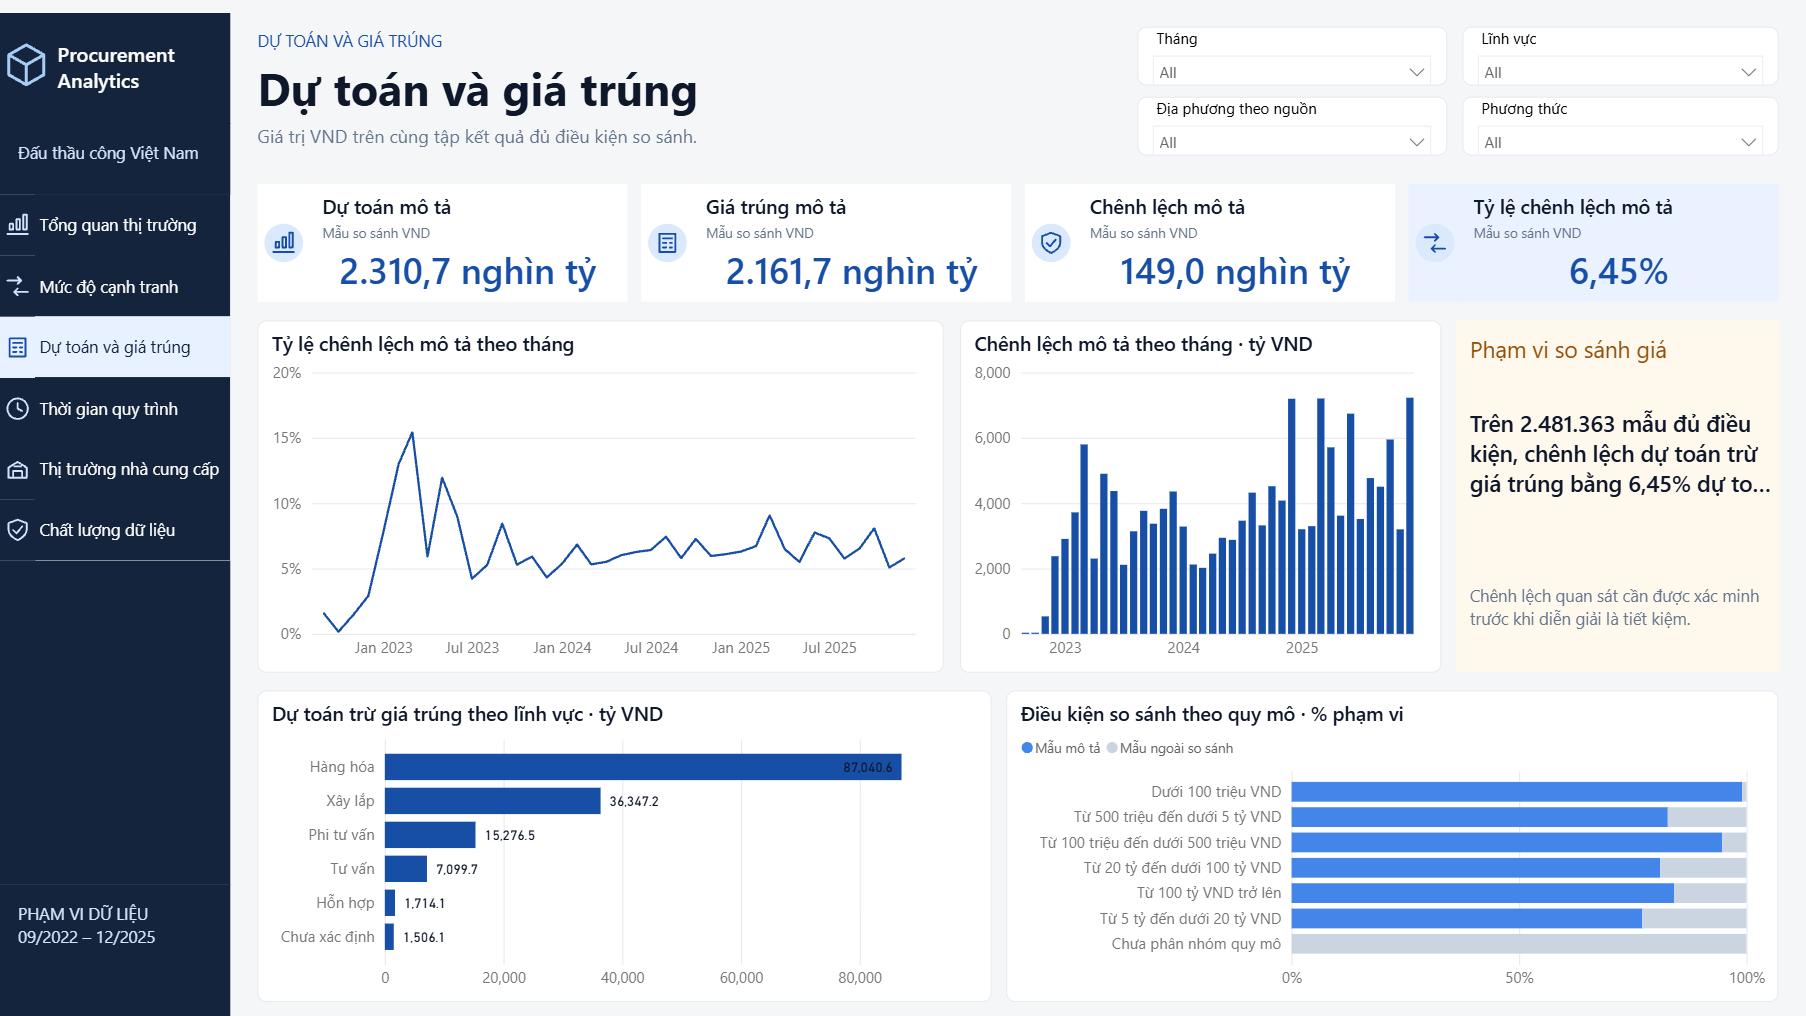 Procurement
Analytics
Đấu thầu công Việt Nam
Tổng quan thị trường
Mức độ cạnh tranh
Dự toán và giá trúng
Thời gian quy trình
Thị trường nhà cung cấp
Chất lượng dữ liệu
PHẠM VI DỮ LIỆU
09/2022 – 12/2025
DỰ TOÁN VÀ GIÁ TRÚNG
Dự toán và giá trúng
Giá trị VND trên cùng tập kết quả đủ điều kiện so sánh.
Tháng
All
Lĩnh vực
All
Địa phương theo nguồn
All
Phương thức
All
Dự toán mô tả
Mẫu so sánh VND
2.310,7 nghìn tỷ
Giá trúng mô tả
Mẫu so sánh VND
2.161,7 nghìn tỷ
Chênh lệch mô tả
Mẫu so sánh VND
149,0 nghìn tỷ
Tỷ lệ chênh lệch mô tả
Mẫu so sánh VND
6,45%
Tỷ lệ chênh lệch mô tả theo tháng
20%
15%
10%
5%
0%
Jan 2023 Jul 2023 Jan 2024 Jul 2024 Jan 2025 Jul 2025
Chênh lệch mô tả theo tháng · tỷ VND
8,000
6,000
4,000
2,000
0
2023 2024 2025
Phạm vi so sánh giá
Trên 2.481.363 mẫu đủ điều
kiện, chênh lệch dự toán trừ
giá trúng bằng 6,45% dự to...
Chênh lệch quan sát cần được xác minh
trước khi diễn giải là tiết kiệm.
Dự toán trừ giá trúng theo lĩnh vực · tỷ VND
Hàng hóa 87,040.6
Xây lắp 36,347.2
Phi tư vấn 15,276.5
Tư vấn 7,099.7
Hỗn hợp 1,714.1
Chưa xác định 1,506.1
0 20,000 40,000 60,000 80,000
Điều kiện so sánh theo quy mô · % phạm vi
Mẫu mô tả Mẫu ngoài so sánh
Dưới 100 triệu VND
Từ 500 triệu đến dưới 5 tỷ VND
Từ 100 triệu đến dưới 500 triệu VND
Từ 20 tỷ đến dưới 100 tỷ VND
Từ 100 tỷ VND trở lên
Từ 5 tỷ đến dưới 20 tỷ VND
Chưa phân nhóm quy mô
0% 50% 100%